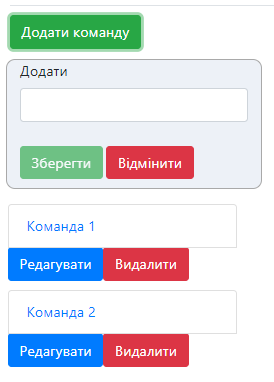 Додати команду
Додати
Зберегти Відмінити
Команда 1
Редагувати Видалити
Команда 2
Редагувати Видалити